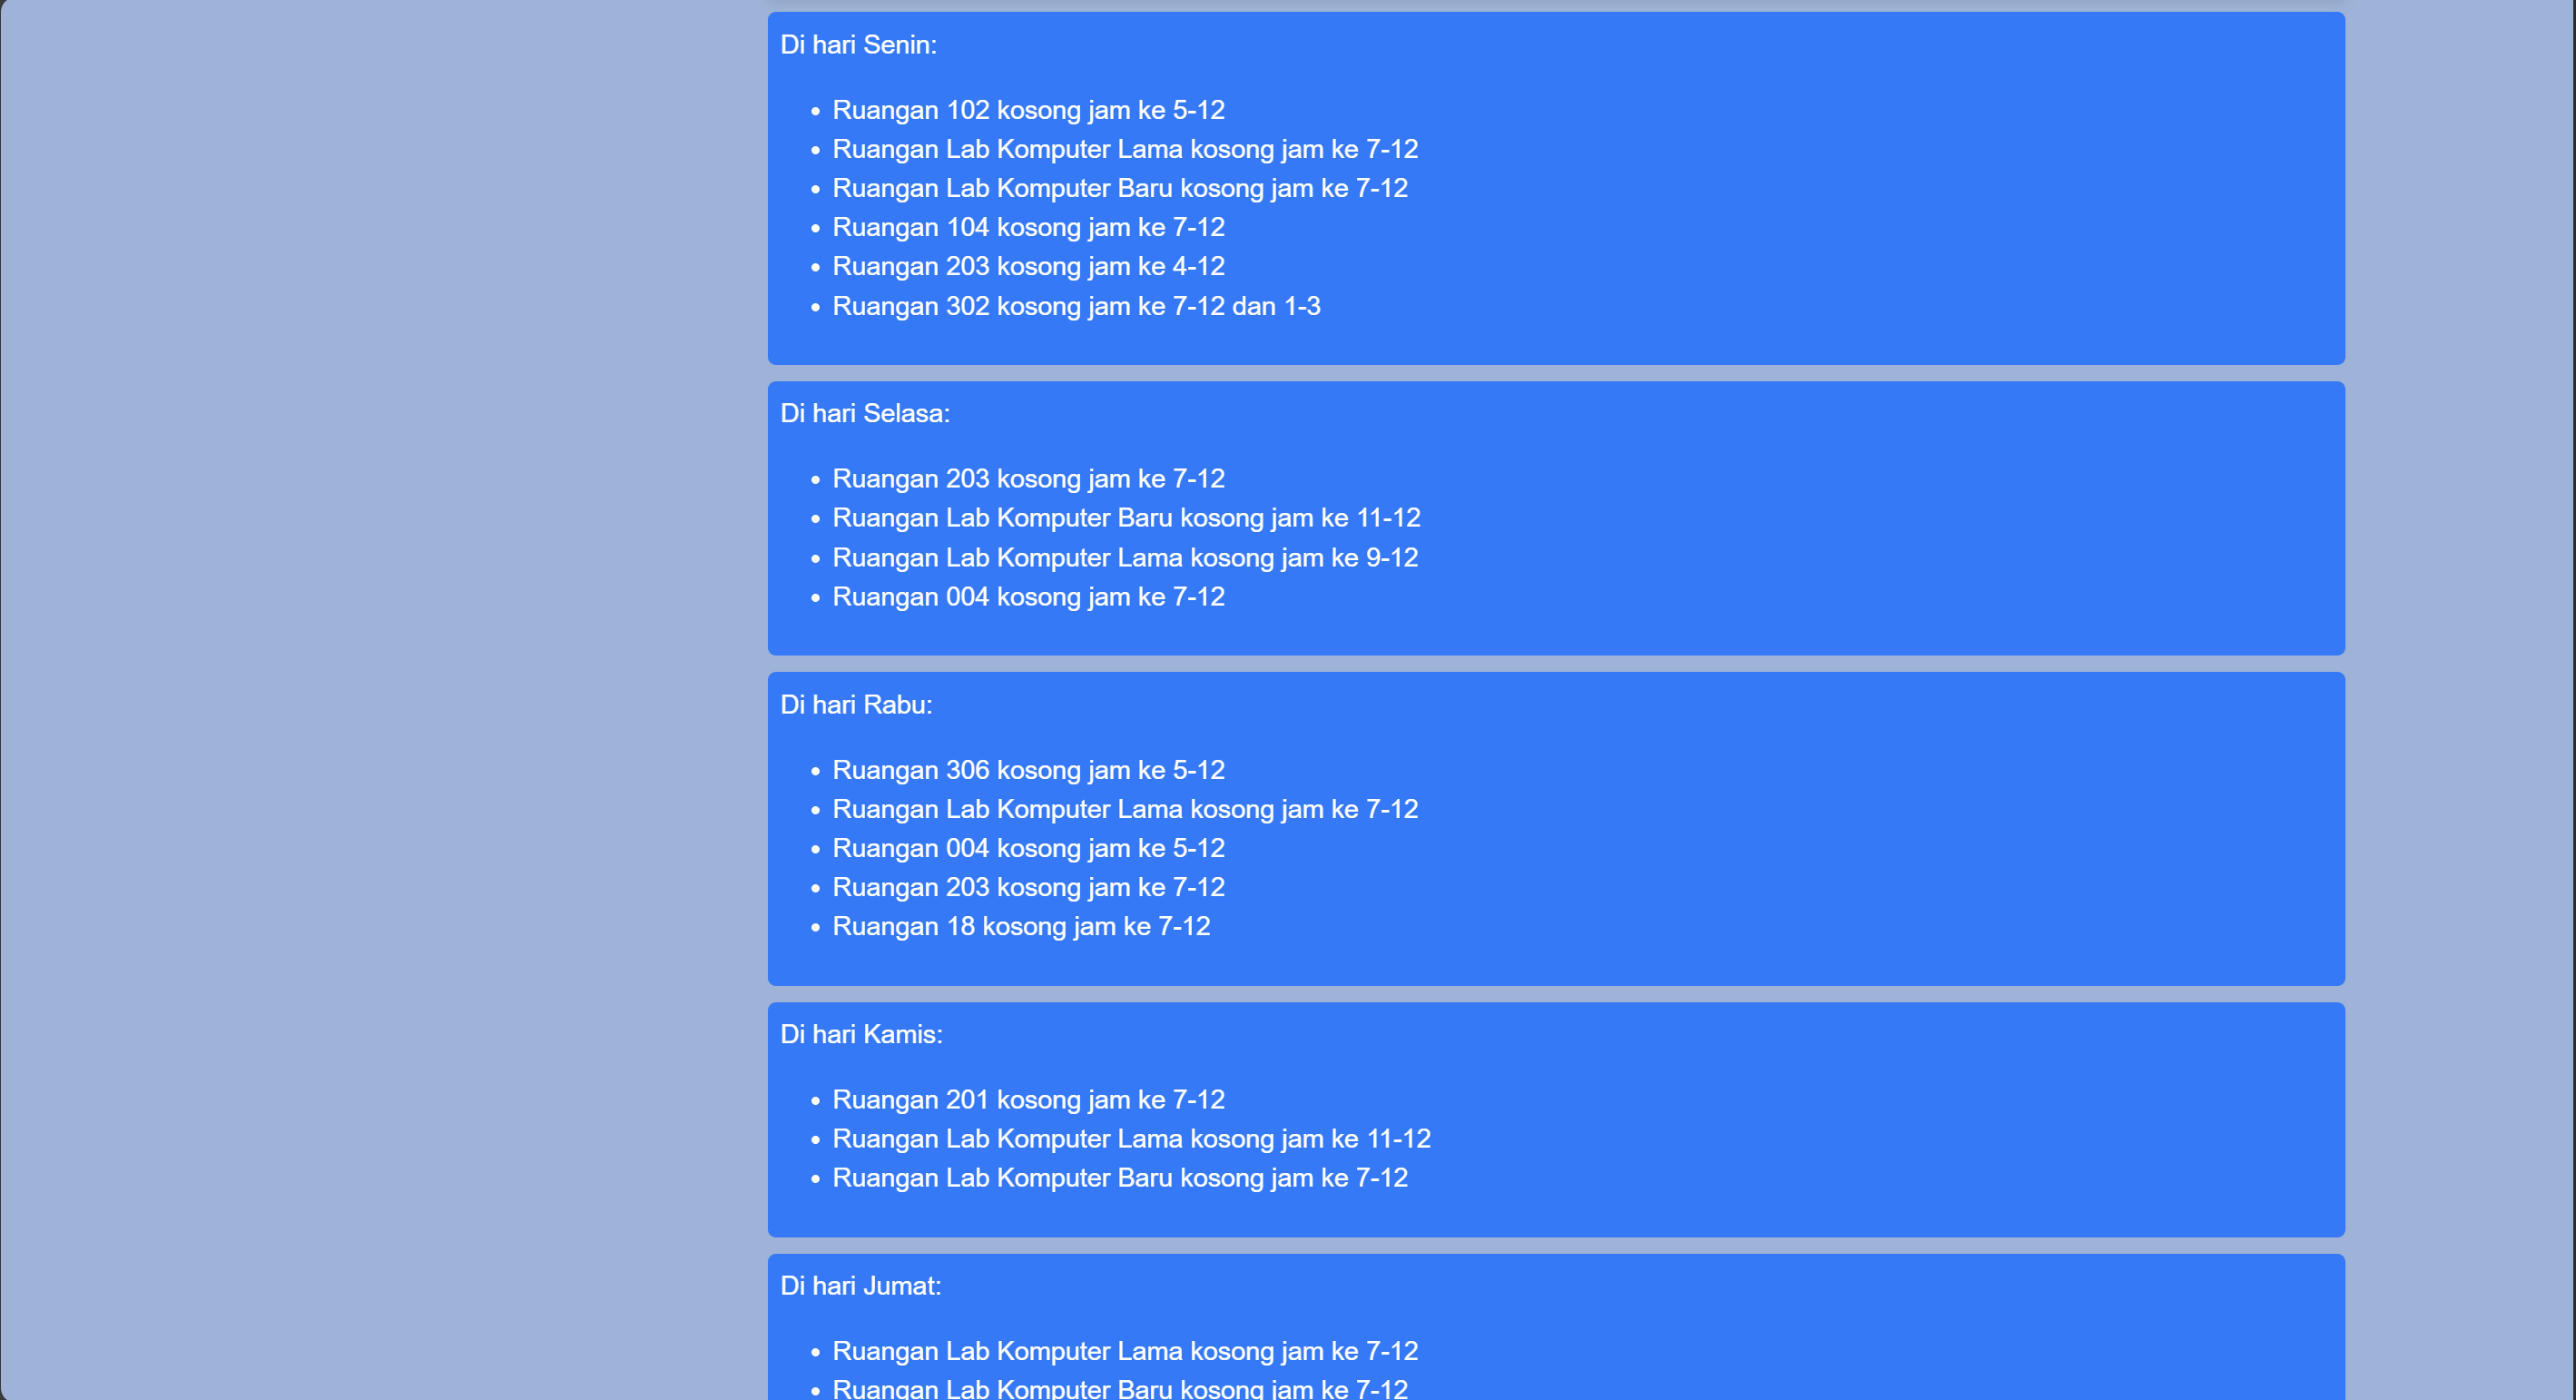 Di hari Senin:
• Ruangan 102 kosong jam ke 5-12
• Ruangan Lab Komputer Lama kosong jam ke 7-12
• Ruangan Lab Komputer Baru kosong jam ke 7-12
• Ruangan 104 kosong jam ke 7-12
• Ruangan 203 kosong jam ke 4-12
• Ruangan 302 kosong jam ke 7-12 dan 1-3
Di hari Selasa:
• Ruangan 203 kosong jam ke 7-12
• Ruangan Lab Komputer Baru kosong jam ke 11-12
• Ruangan Lab Komputer Lama kosong jam ke 9-12
• Ruangan 004 kosong jam ke 7-12
Di hari Rabu:
• Ruangan 306 kosong jam ke 5-12
• Ruangan Lab Komputer Lama kosong jam ke 7-12
• Ruangan 004 kosong jam ke 5-12
• Ruangan 203 kosong jam ke 7-12
• Ruangan 18 kosong jam ke 7-12
Di hari Kamis:
• Ruangan 201 kosong jam ke 7-12
• Ruangan Lab Komputer Lama kosong jam ke 11-12
• Ruangan Lab Komputer Baru kosong jam ke 7-12
Di hari Jumat:
• Ruangan Lab Komputer Lama kosong jam ke 7-12
• Ruangan Lab Komputer Baru kosong jam ke 7-12